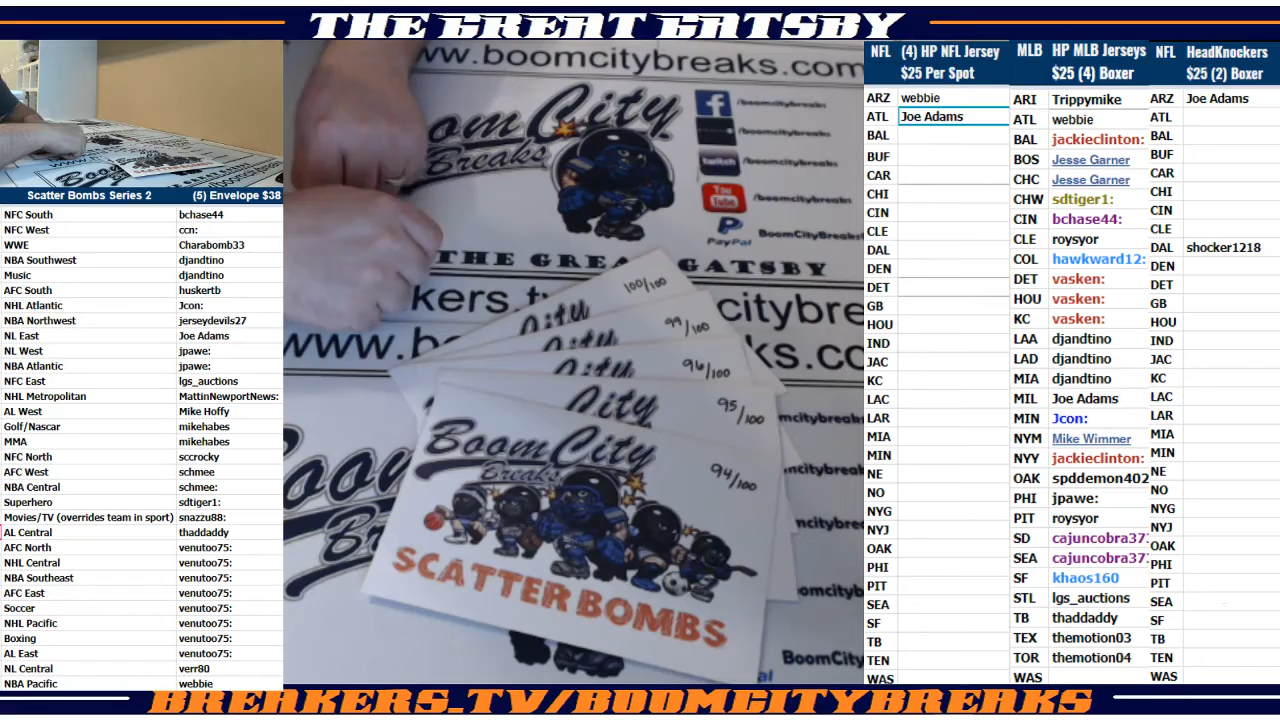 THE GREAT GATSBY
Scatter Bombs Series 2 (5) Envelope $38
NFC South bchase44
NFC West ccn:
WWE Charabomb33
NBA Southwest djandtino
Music djandtino
AFC South huskertb
NHL Atlantic Jcon:
NBA Northwest jerseydevils27
NL East Joe Adams
NL West jpawe:
NBA Atlantic jpawe:
NFC East lgs_auctions
NHL Metropolitan MattinNewportNews:
AL West Mike Hoffy
Golf/Nascar mikehabes
MMA mikehabes
NFC North sccrocky
AFC West schmee
NBA Central schmee:
Superhero sdtiger1:
Movies/TV (overrides team in sport) snazzu88:
AL Central thaddaddy
AFC North venutoo75:
NHL Central venutoo75:
NBA Southeast venutoo75:
AFC East venutoo75:
Soccer venutoo75:
NHL Pacific venutoo75:
Boxing venutoo75:
AL East venutoo75:
NL Central verr80
NBA Pacific webbie
www.boomcitybreaks.com
Boom City
Breaks
/boomcitybreaks
/boomcitybreaks
twitch /boomcitybreaks
You Tube /boomcitybreaks
PayPal BoomCityBreaks
THE GREAT GATSBY
100/100
99/100
96/100
95/100
94/100
Boom City
Breaks
SCATTERBOMBS
NFL (4) HP NFL Jersey
$25 Per Spot
ARZ webbie
ATL Joe Adams
BAL
BUF
CAR
CHI
CIN
CLE
DAL
DEN
DET
GB
HOU
IND
JAC
KC
LAC
LAR
MIA
MIN
NE
NO
NYG
NYJ
OAK
PHI
PIT
SEA
SF
TB
TEN
WAS
MLB HP MLB Jerseys
$25 (4) Boxer
ARI Trippymike
ATL webbie
BAL jackieclinton:
BOS Jesse Garner
CHC Jesse Garner
CHW sdtiger1:
CIN bchase44:
CLE roysyor
COL hawkward12:
DET vasken:
HOU vasken:
KC vasken:
LAA djandtino
LAD djandtino
MIA djandtino
MIL Joe Adams
MIN Jcon:
NYM Mike Wimmer
NYY jackieclinton:
OAK spddemon402
PHI jpawe:
PIT roysyor
SD cajuncobra37
SEA cajuncobra37
SF khaos160
STL lgs_auctions
TB thaddaddy
TEX themotion03
TOR themotion04
WAS
NFL HeadKnockers
$25 (2) Boxer
ARZ Joe Adams
ATL
BAL
BUF
CAR
CHI
CIN
CLE
DAL shocker1218
DEN
DET
GB
HOU
IND
JAC
KC
LAC
LAR
MIA
MIN
NE
NO
NYG
NYJ
OAK
PHI
PIT
SEA
SF
TB
TEN
WAS
BREAKERS.TV/BOOMCITYBREAKS